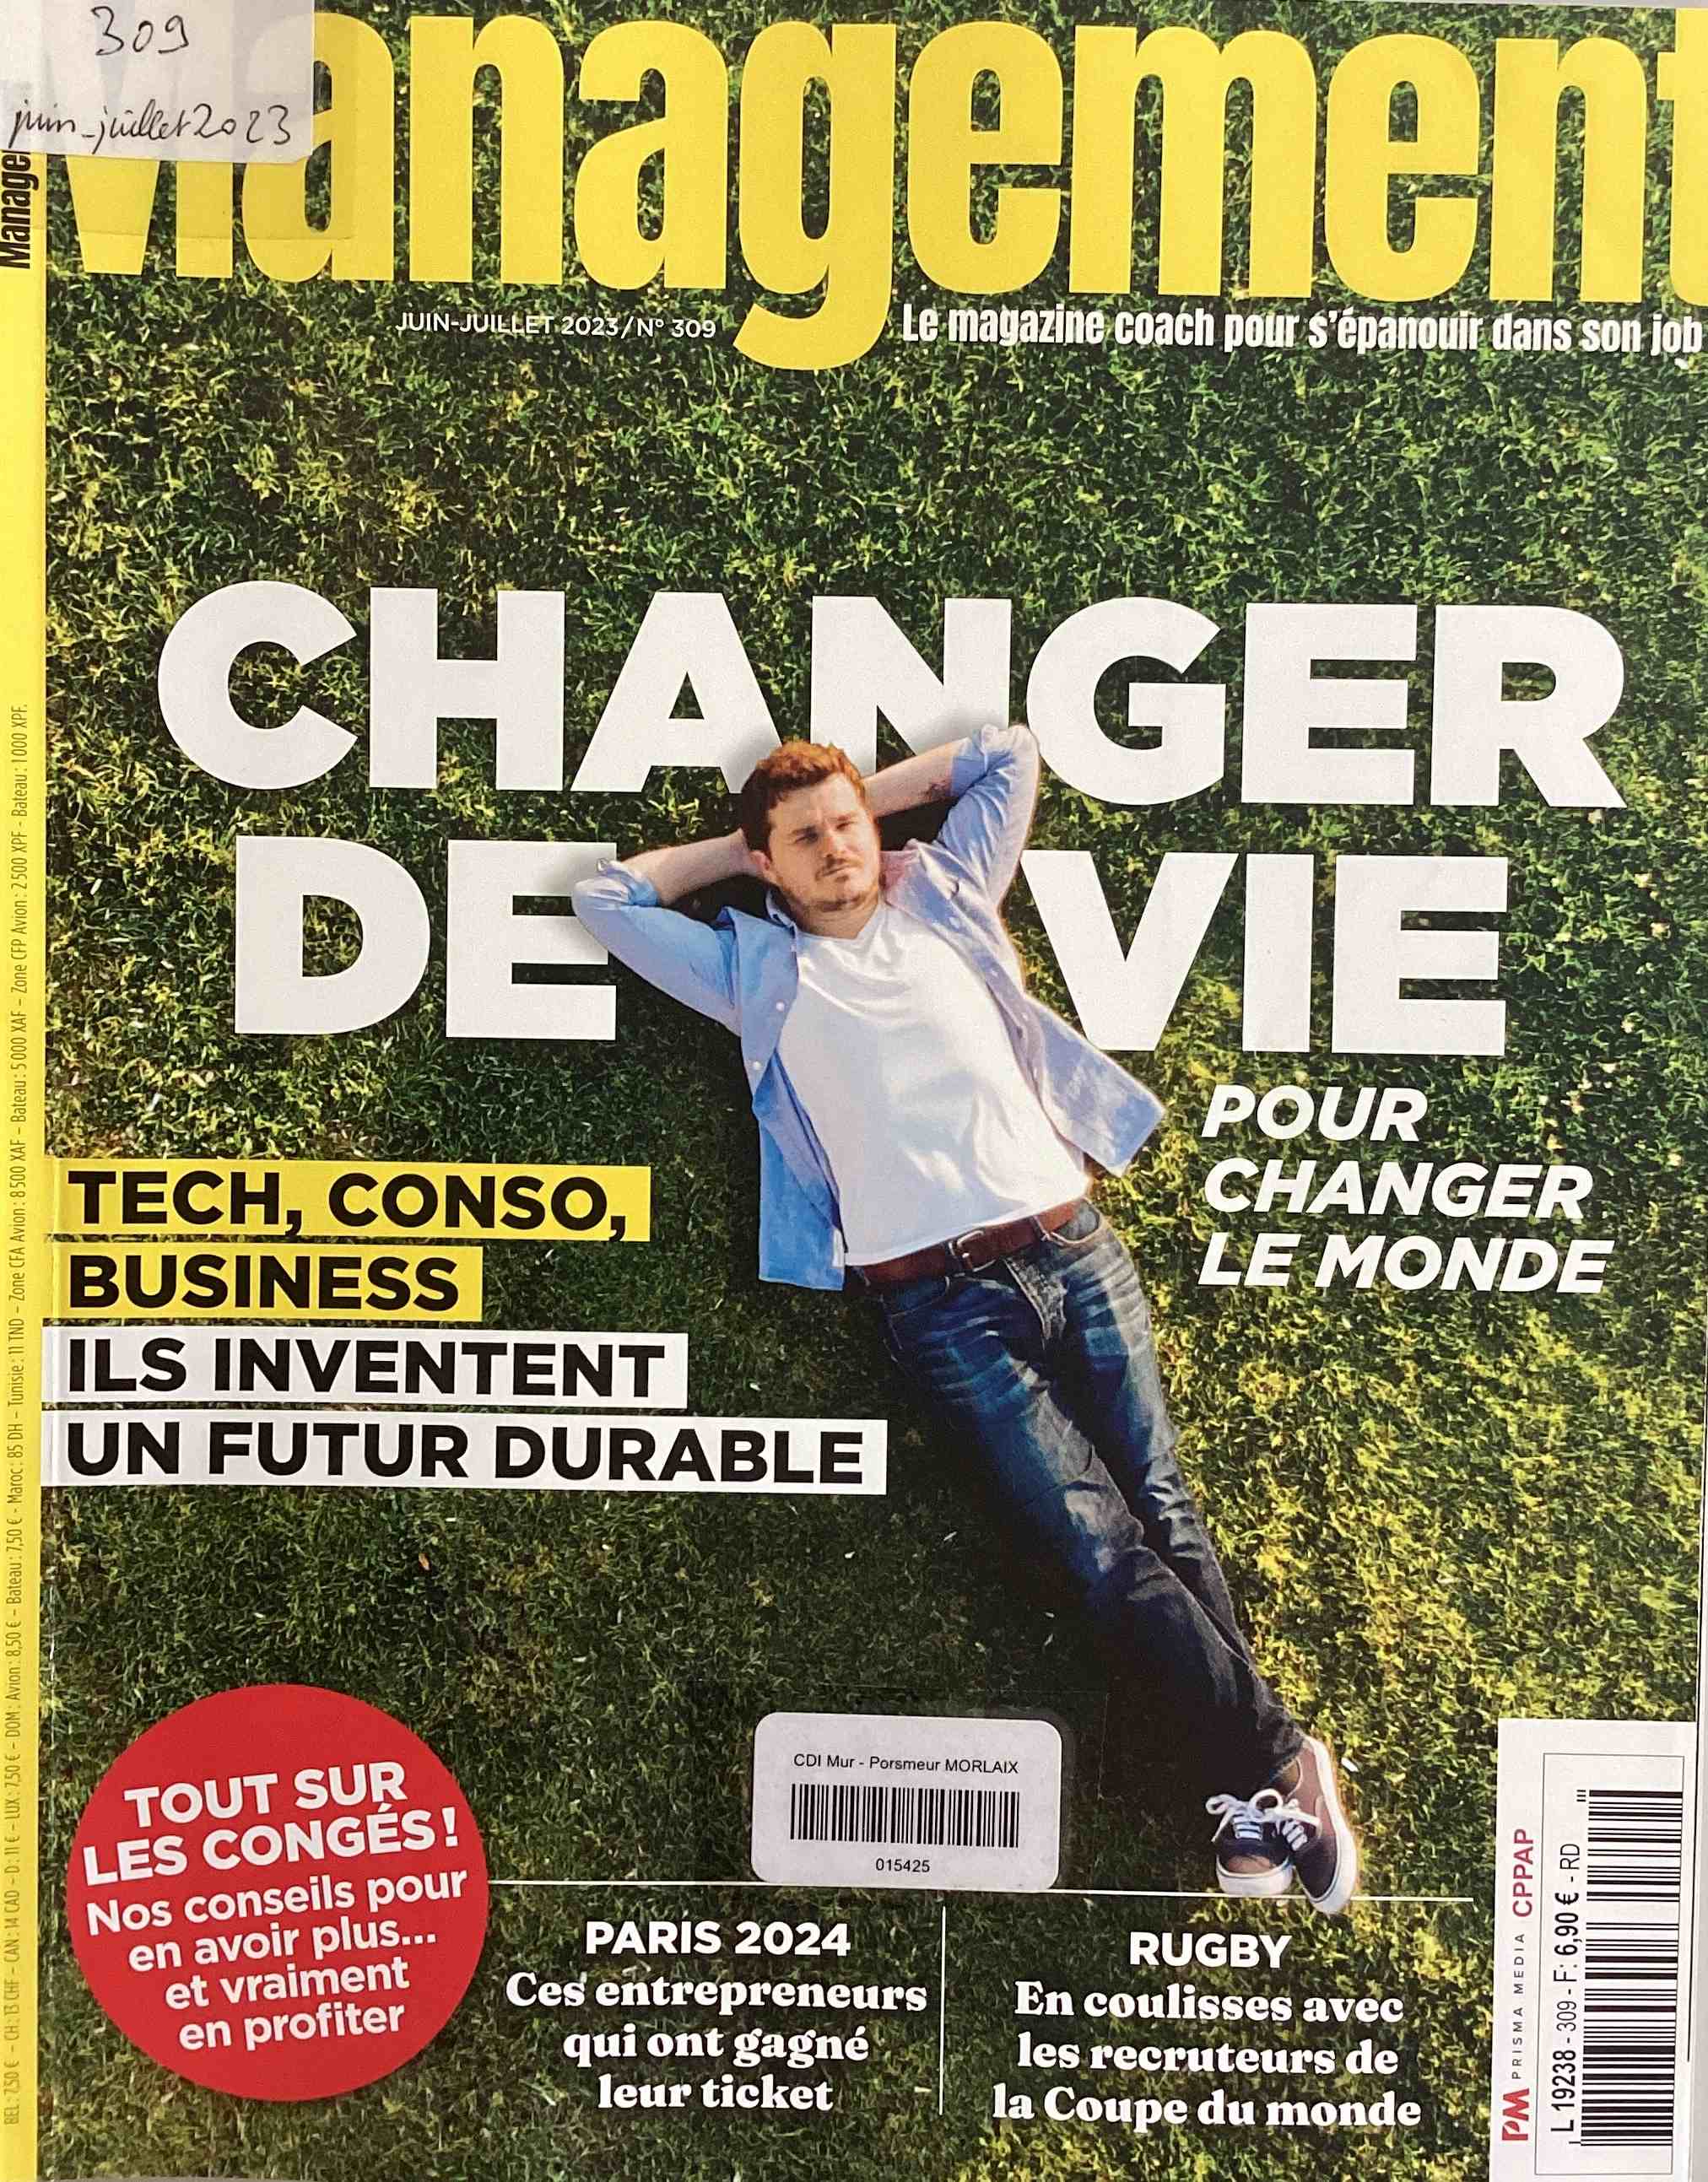 309
juin-juillet 2023
Management
Manage
JUIN-JUILLET 2023/N° 309
Le magazine coach pour s'épanouir dans son job
CHANGER
DE VIE
POUR
CHANGER
LE MONDE
TECH, CONSO,
BUSINESS
ILS INVENTENT
UN FUTUR DURABLE
TOUT SUR
LES CONGÉS !
Nos conseils pour
en avoir plus...
et vraiment
en profiter
CDI Mur - Porsmeur MORLAIX
015425
PARIS 2024
Ces entrepreneurs
qui ont gagné
leur ticket
RUGBY
En coulisses avec
les recruteurs de
la Coupe du monde
PM PRISMA MEDIA CPPAP
L 19238 - 309 - F: 6,90 € - RD
BEL : 7,50 € – CH : 13 CHF – CAN : 14 CAD – D : 11 € – LUX : 7,50 € – DOM : Avion : 8,50 € – Bateau : 7,50 € – Maroc : 85 DH – Tunisie : 11 TND – Zone CFA Avion : 8 500 XAF – Bateau : 5 000 XAF – Zone CFP Avion : 2 500 XPF – Bateau : 1 000 XPF.